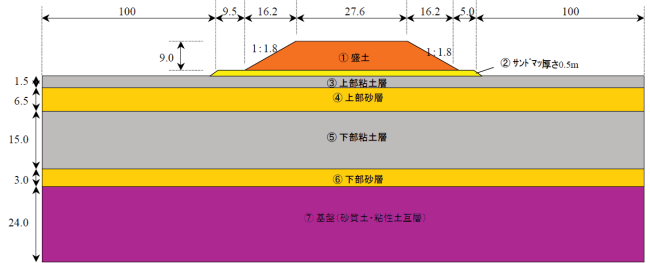 100 9.5 16.2 27.6 16.2 5.0 100
1:1.8 1:1.8
9.0 ① 盛土
② サンドマッ厚さ0.5m
1.5 ③ 上部粘土層
6.5 ④ 上部砂層
15.0 ⑤ 下部粘土層
3.0 ⑥ 下部砂層
24.0 ⑦ 基盤(砂質土・粘性土互層)